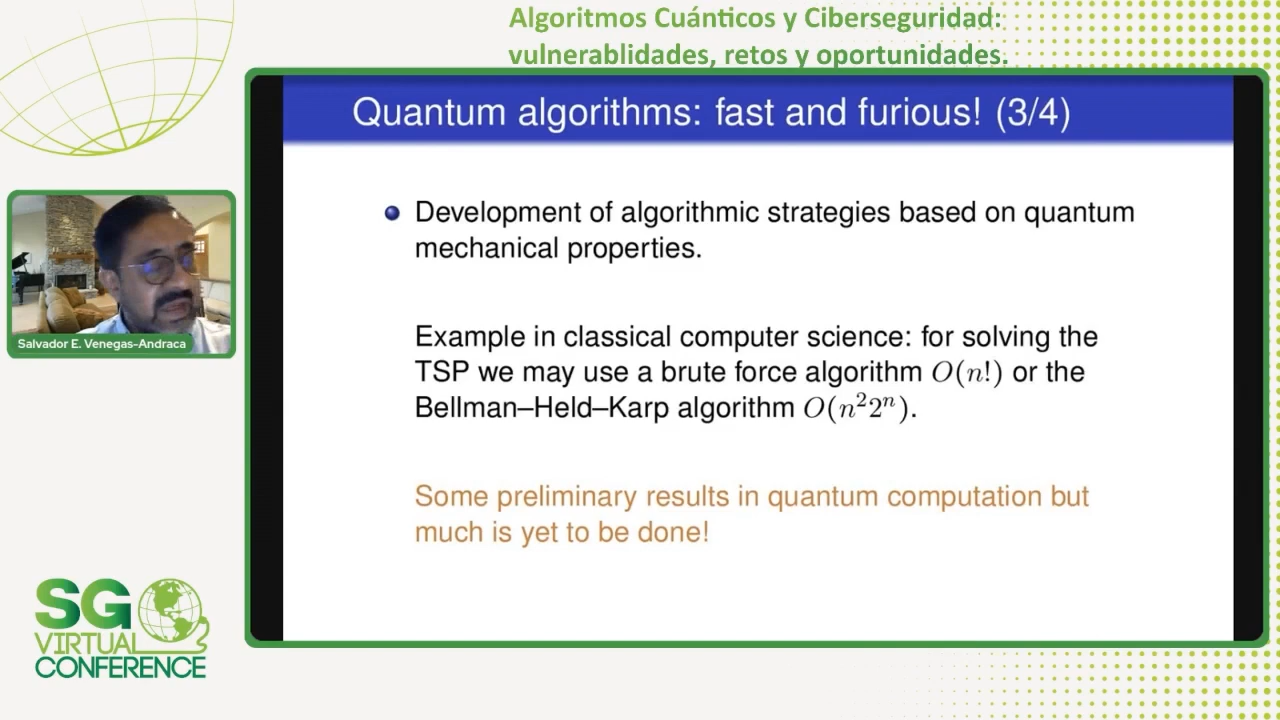 Algoritmos Cuánticos y Ciberseguridad:
vulnerablidades, retos y oportunidades.
Quantum algorithms: fast and furious! (3/4)
Development of algorithmic strategies based on quantum
mechanical properties.
Example in classical computer science: for solving the
TSP we may use a brute force algorithm O(n!) or the
Bellman–Held–Karp algorithm O(n²2ⁿ).
Some preliminary results in quantum computation but
much is yet to be done!
Salvador E. Venegas-Andraca
SG
VIRTUAL
CONFERENCE